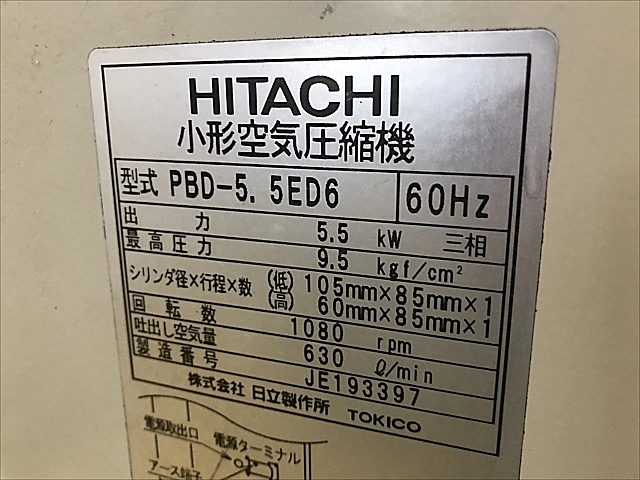 HITACHI
小形空気圧縮機
型式 PBD-5.5ED6 60Hz
出力 5.5 kW 三相
最高圧力 9.5 kgf/cm²
シリンダ径×行程×数 (低) 105mm×85mm×1
(高) 60mm×85mm×1
回転数 1080 rpm
吐出し空気量 630 ℓ/min
製造番号 JE193397
株式会社 日立製作所 TOKICO
電源取出口 電源ターミナル
アース端子